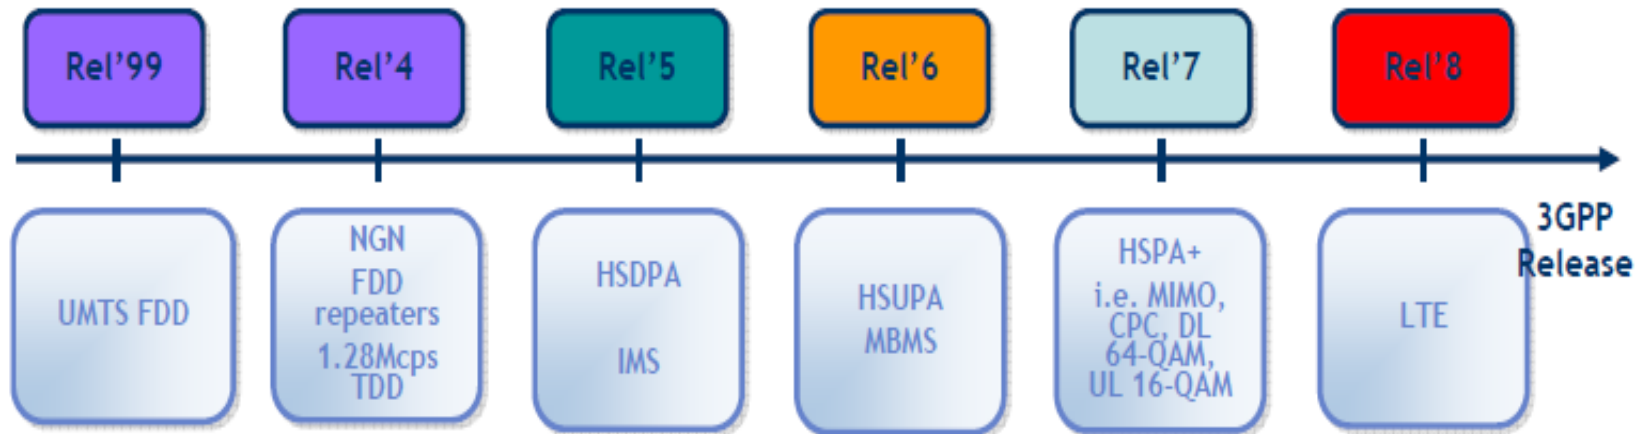 Rel’99
Rel’4
Rel’5
Rel’6
Rel’7
Rel’8
UMTS FDD
NGN
FDD
repeaters
1.28Mcps
TDD
HSDPA
IMS
HSUPA
MBMS
HSPA+
i.e. MIMO,
CPC, DL
64-QAM,
UL 16-QAM
LTE
3GPP
Release